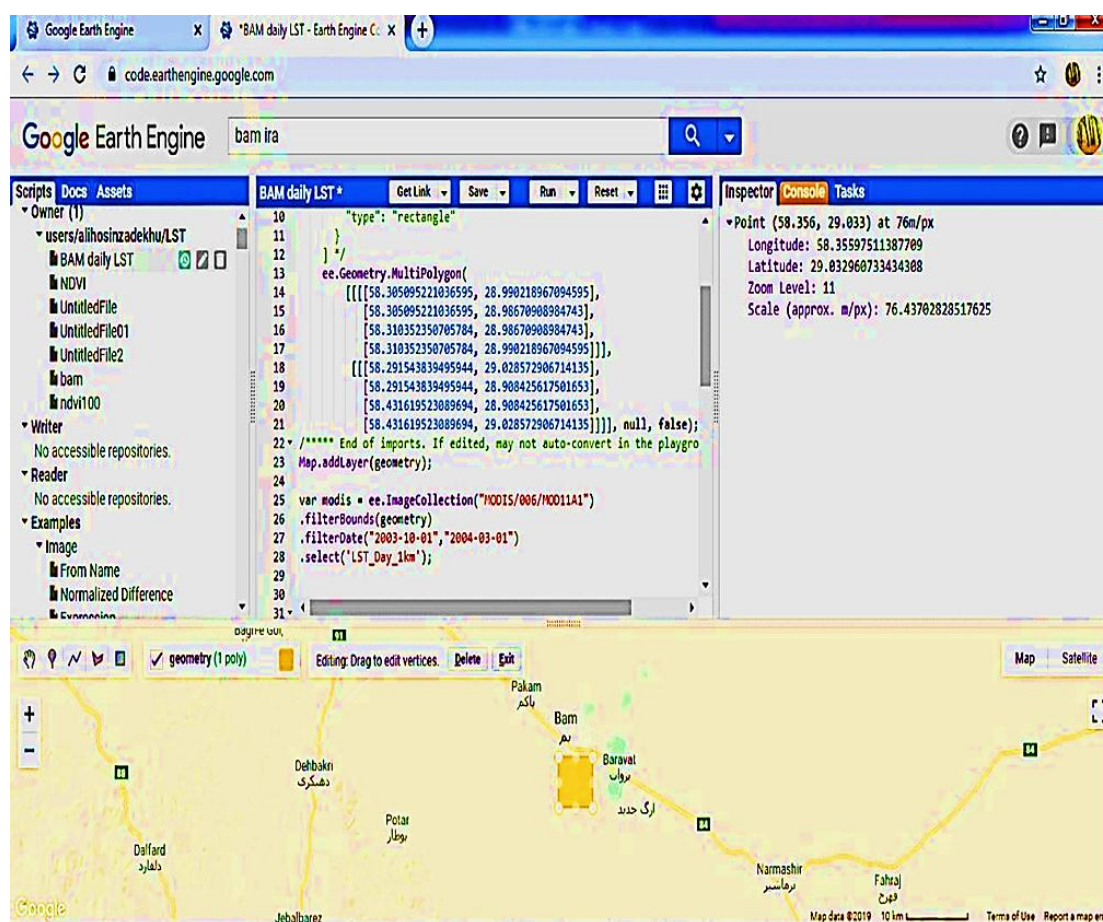 Google Earth Engine
*BAM daily LST - Earth Engine Co
code.earthengine.google.com
Google Earth Engine
bam ira
Scripts Docs Assets
Owner (1)
users/alihosinzadekhu/LST
BAM daily LST
NDVI
UntitledFile
UntitledFile01
UntitledFile2
bam
ndvi100
Writer
No accessible repositories.
Reader
No accessible repositories.
Examples
Image
From Name
Normalized Difference
Expression
BAM daily LST *
Get Link Save Run Reset
10 "type": "rectangle"
11 }
12 ] */
13 ee.Geometry.MultiPolygon(
14 [[[[58.305095221036595, 28.990218967094595],
15 [58.305095221036595, 28.98670908984743],
16 [58.310352350705784, 28.98670908984743],
17 [58.310352350705784, 28.990218967094595]]],
18 [[[58.291543839495944, 29.028572906714135],
19 [58.291543839495944, 28.908425617501653],
20 [58.431619523089694, 28.908425617501653],
21 [58.431619523089694, 29.028572906714135]]]], null, false);
22 /***** End of imports. If edited, may not auto-convert in the playgro
23 Map.addLayer(geometry);
24
25 var modis = ee.ImageCollection("MODIS/006/MOD11A1")
26 .filterBounds(geometry)
27 .filterDate("2003-10-01","2004-03-01")
28 .select('LST_Day_1km');
29
30
31
Inspector Console Tasks
Point (58.356, 29.033) at 76m/px
Longitude: 58.35597511387709
Latitude: 29.032960733434308
Zoom Level: 11
Scale (approx. m/px): 76.43702828517625
geometry (1 poly)
Editing: Drag to edit vertices. Delete Exit
Map Satellite
91
Pakam
پاکم
Bam
بم
84
Baravat
بروات
Dehbakri
دهبکری
ارگ جدید
84
Potar
بوطار
Dalfard
دلفارد
Narmashir
نرماشیر
Fahraj
فهرج
Jebalbarez
Google
Map data ©2019 10 km Terms of Use Report a map er